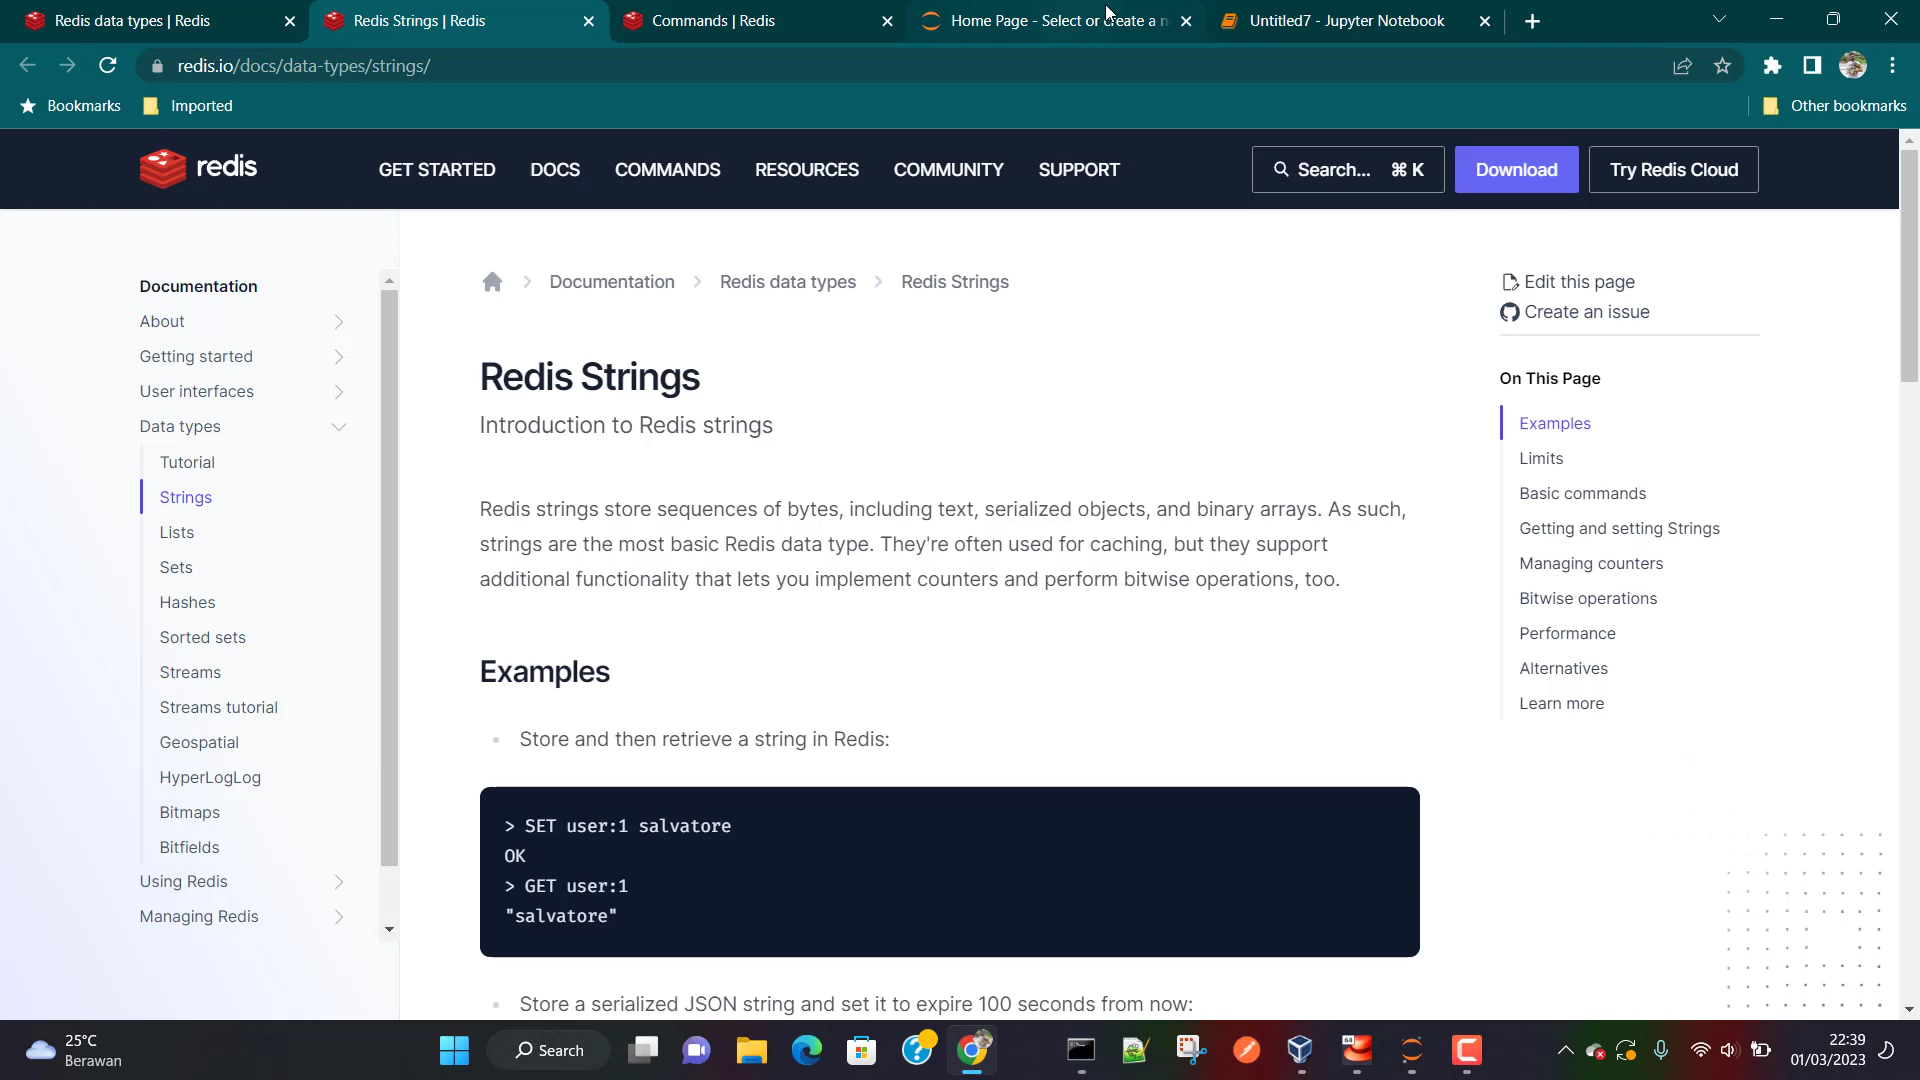 Redis data types | Redis
Redis Strings | Redis
Commands | Redis
Home Page - Select or create a n
Untitled7 - Jupyter Notebook
redis.io/docs/data-types/strings/
Bookmarks
Imported
Other bookmarks
redis
GET STARTED
DOCS
COMMANDS
RESOURCES
COMMUNITY
SUPPORT
Search... ⌘ K
Download
Try Redis Cloud
Documentation
About
Getting started
User interfaces
Data types
Tutorial
Strings
Lists
Sets
Hashes
Sorted sets
Streams
Streams tutorial
Geospatial
HyperLogLog
Bitmaps
Bitfields
Using Redis
Managing Redis
Documentation
Redis data types
Redis Strings
Redis Strings
Introduction to Redis strings
Redis strings store sequences of bytes, including text, serialized objects, and binary arrays. As such,
strings are the most basic Redis data type. They're often used for caching, but they support
additional functionality that lets you implement counters and perform bitwise operations, too.
Examples
Store and then retrieve a string in Redis:
> SET user:1 salvatore
OK
> GET user:1
"salvatore"
Store a serialized JSON string and set it to expire 100 seconds from now:
Edit this page
Create an issue
On This Page
Examples
Limits
Basic commands
Getting and setting Strings
Managing counters
Bitwise operations
Performance
Alternatives
Learn more
25°C
Berawan
Search
64
22:39
01/03/2023